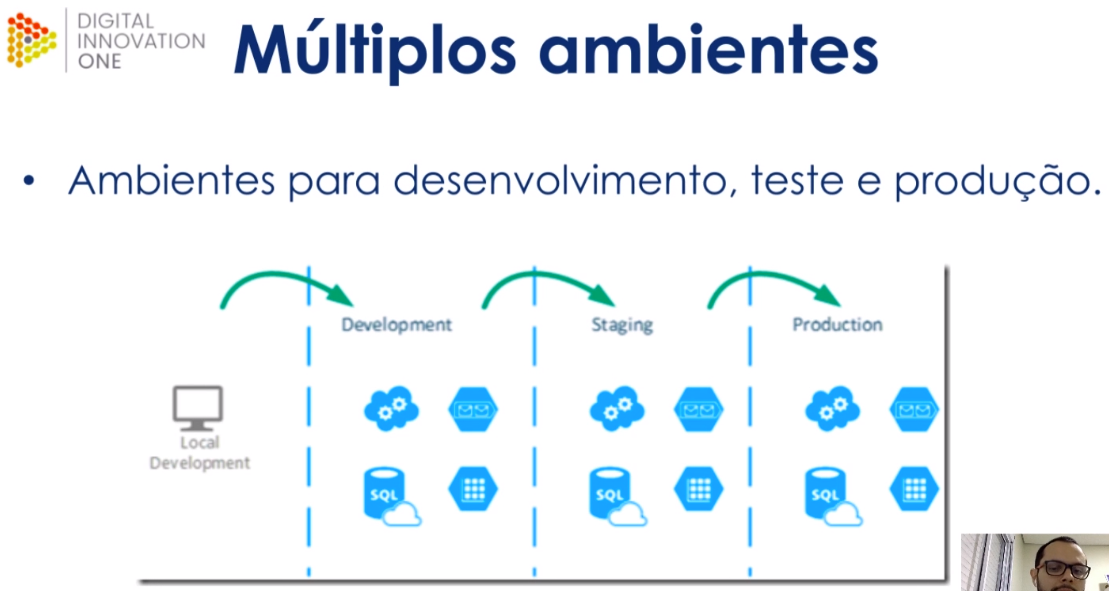 DIGITAL
INNOVATION
ONE
Múltiplos ambientes
• Ambientes para desenvolvimento, teste e produção.
Development
Staging
Production
Local
Development
SQL
SQL
SQL